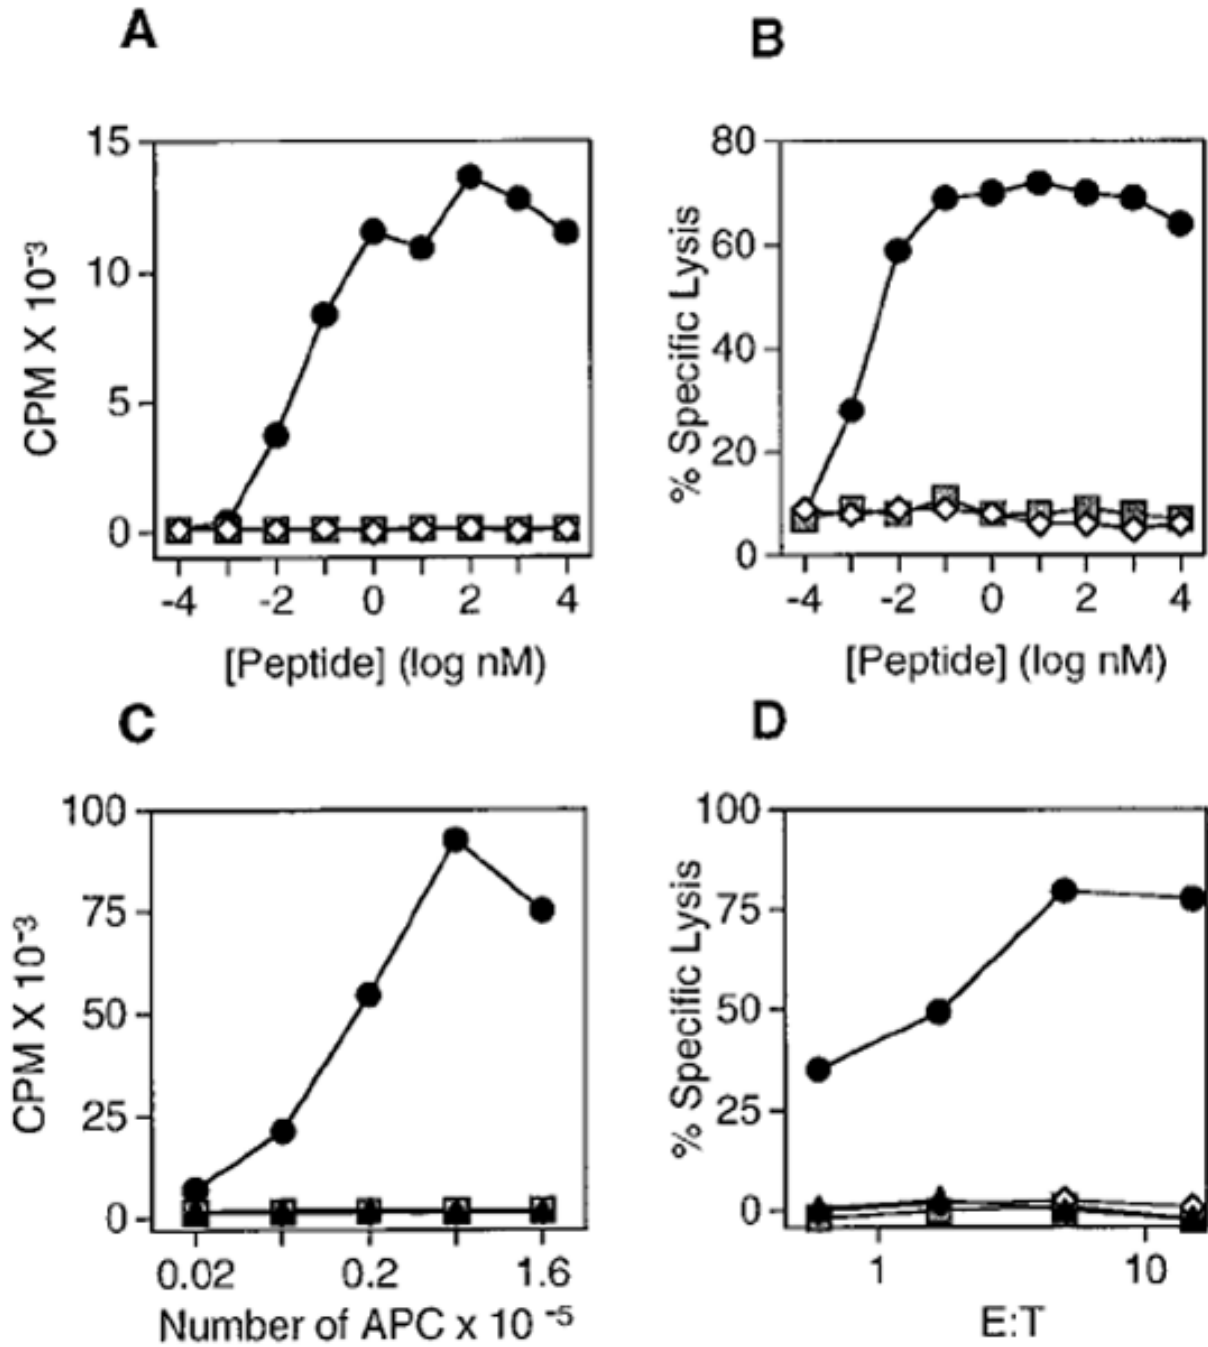 A
B
15
10
5
0
CPM X 10⁻³
-4 -2 0 2 4
[Peptide] (log nM)
80
60
40
20
0
% Specific Lysis
-4 -2 0 2 4
[Peptide] (log nM)
C
D
100
75
50
25
0
CPM X 10⁻³
0.02 0.2 1.6
Number of APC x 10⁻⁵
100
75
50
25
0
% Specific Lysis
1 10
E:T